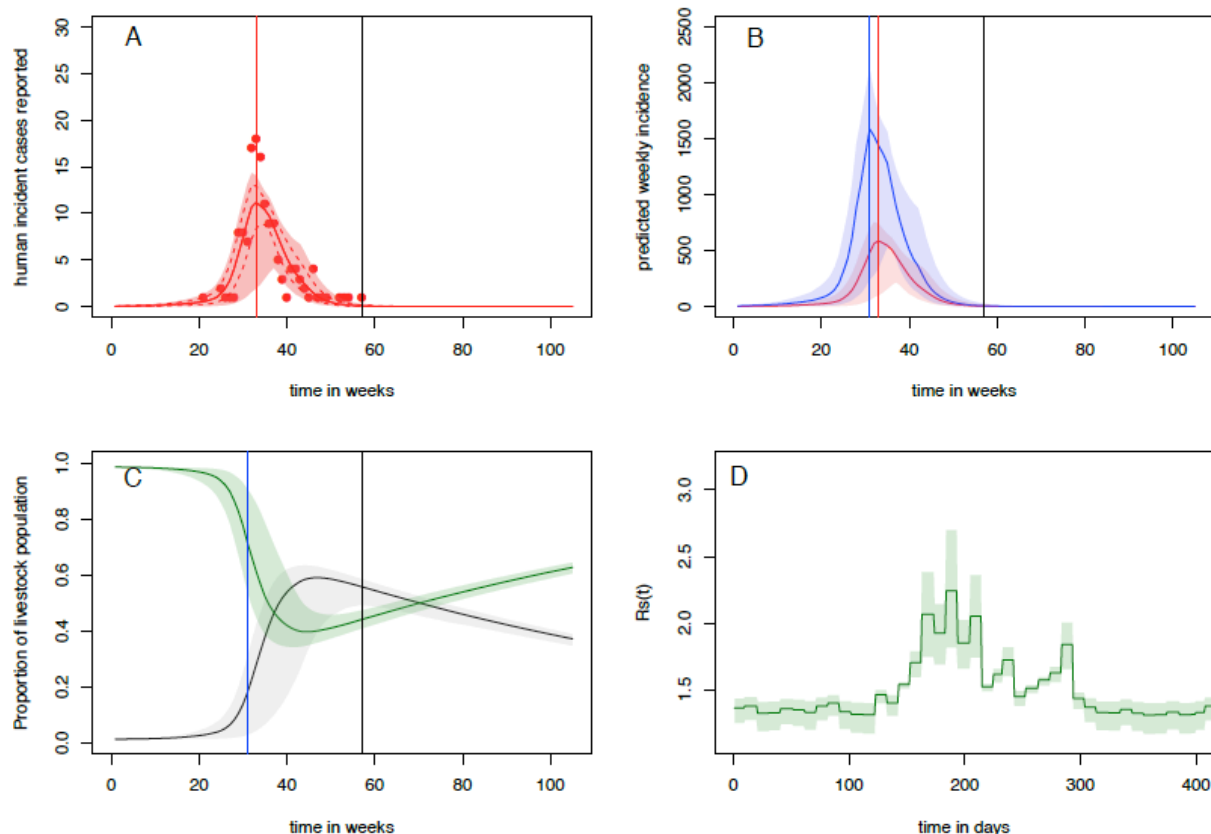 A
human incident cases reported
30
25
20
15
10
5
0
0 20 40 60 80 100
time in weeks
B
predicted weekly incidence
2500
2000
1500
1000
500
0
0 20 40 60 80 100
time in weeks
C
Proportion of livestock population
1.0
0.8
0.6
0.4
0.2
0.0
0 20 40 60 80 100
time in weeks
D
Rs(t)
3.0
2.5
2.0
1.5
0 100 200 300 400
time in days